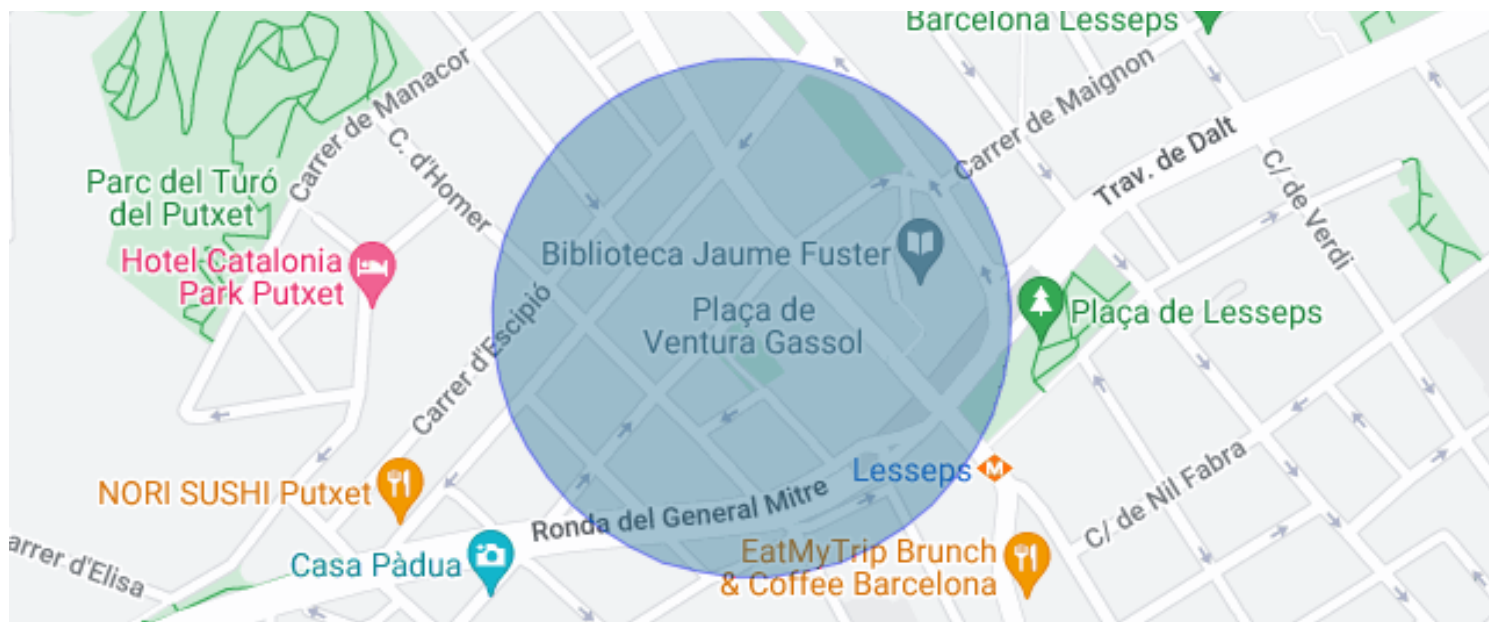 Barcelona Lesseps
Carrer de Manacor
C. d'Homer
Carrer de Maignon
Trav. de Dalt
C/ de Verdi
Parc del Turó
del Putxet
Hotel Catalonia
Park Putxet
Biblioteca Jaume Fuster
Plaça de
Ventura Gassol
Plaça de Lesseps
Carrer d'Escipió
NORI SUSHI Putxet
Lesseps
M
C/ de Nil Fabra
Ronda del General Mitre
arrer d'Elisa
Casa Pàdua
EatMyTrip Brunch
& Coffee Barcelona